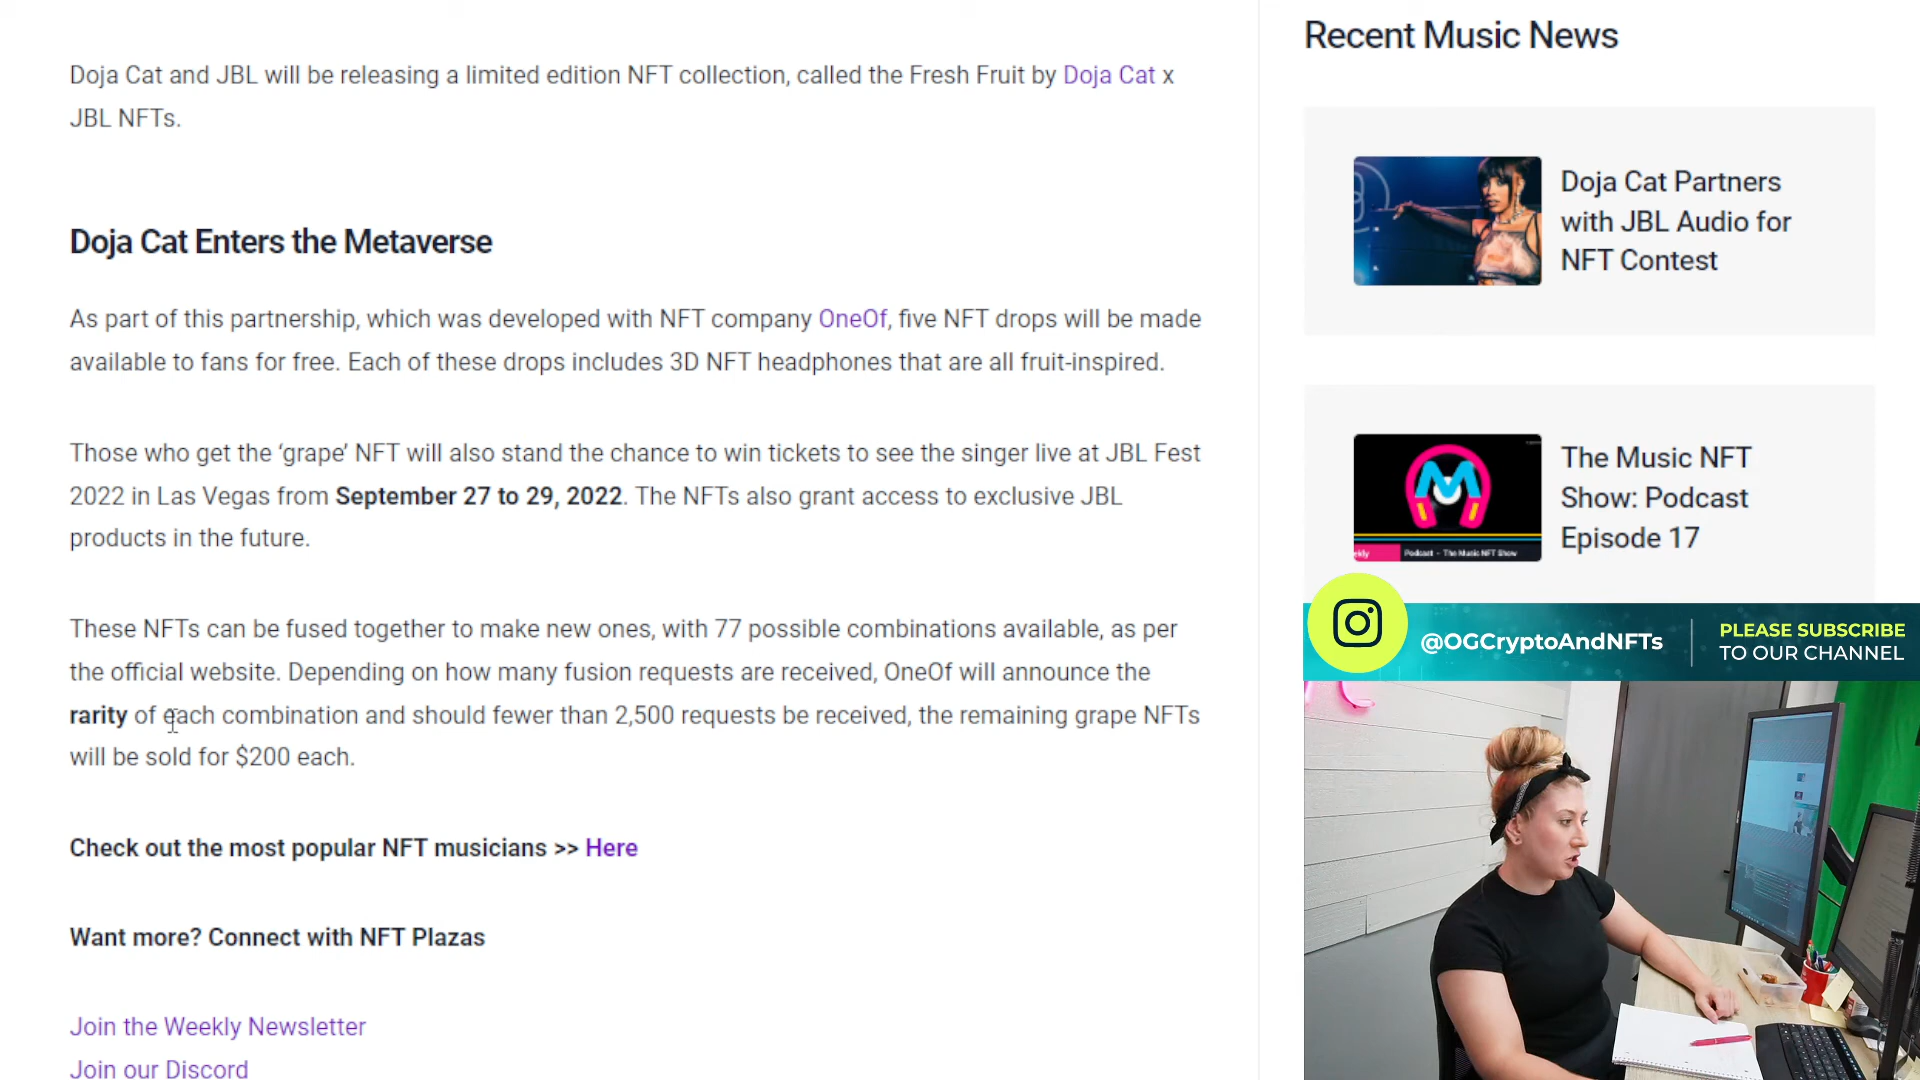 Doja Cat and JBL will be releasing a limited edition NFT collection, called the Fresh Fruit by Doja Cat x
JBL NFTs.
Doja Cat Enters the Metaverse
As part of this partnership, which was developed with NFT company OneOf, five NFT drops will be made
available to fans for free. Each of these drops includes 3D NFT headphones that are all fruit-inspired.
Those who get the ‘grape’ NFT will also stand the chance to win tickets to see the singer live at JBL Fest
2022 in Las Vegas from September 27 to 29, 2022. The NFTs also grant access to exclusive JBL
products in the future.
These NFTs can be fused together to make new ones, with 77 possible combinations available, as per
the official website. Depending on how many fusion requests are received, OneOf will announce the
rarity of each combination and should fewer than 2,500 requests be received, the remaining grape NFTs
will be sold for $200 each.
Check out the most popular NFT musicians >> Here
Want more? Connect with NFT Plazas
Join the Weekly Newsletter
Join our Discord
Recent Music News
Doja Cat Partners
with JBL Audio for
NFT Contest
The Music NFT
Show: Podcast
Episode 17
Podcast - The Music NFT Show
@OGCryptoAndNFTs
PLEASE SUBSCRIBE
TO OUR CHANNEL